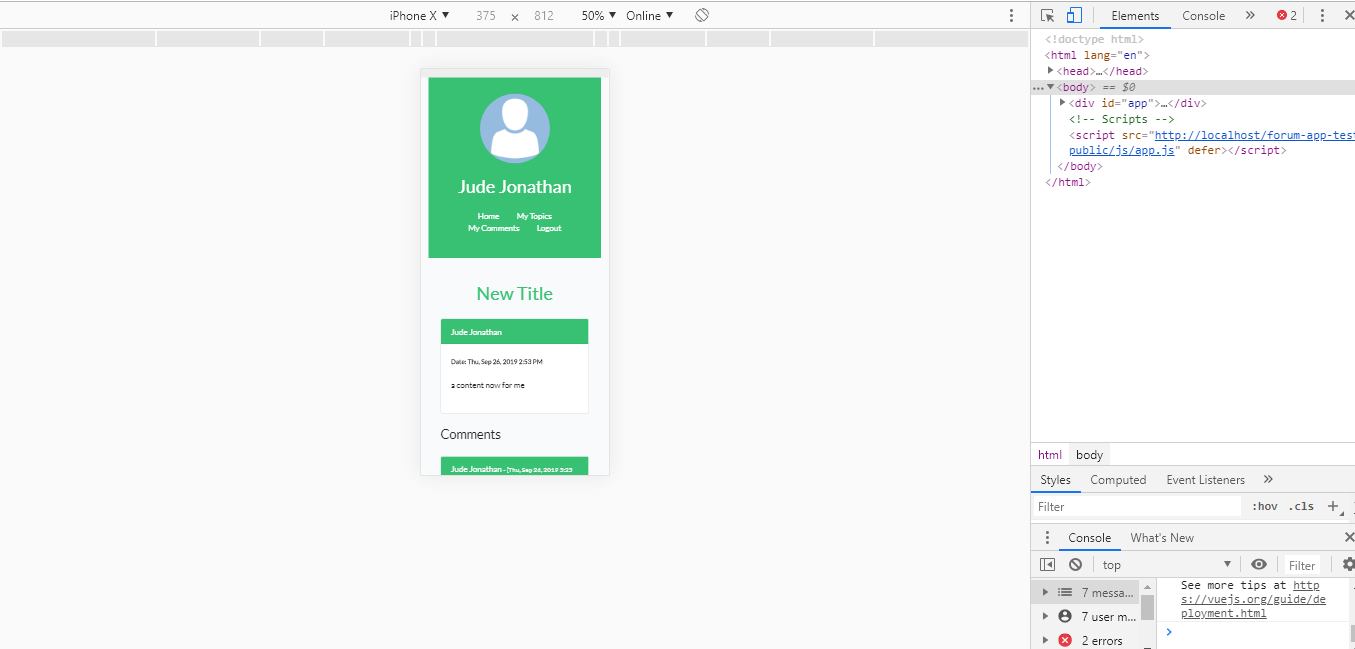 iPhone X ▼ 375 × 812 50% ▼ Online ▼
Elements Console » 2
<!doctype html>
<html lang="en">
<head>…</head>
<body> == $0
<div id="app">…</div>
<!-- Scripts -->
<script src="http://localhost/forum-app-tes
public/js/app.js" defer></script>
</body>
</html>
Jude Jonathan
Home My Topics
My Comments Logout
New Title
Jude Jonathan
Date: Thu, Sep 26, 2019 2:53 PM
a content now for me
Comments
Jude Jonathan - [Thu, Sep 26, 2019 3:25
html body
Styles Computed Event Listeners »
Filter :hov .cls +
Console What's New
top ▼ Filter
7 messa…
7 user m…
2 errors
See more tips at http
s://vuejs.org/guide/de
ployment.html